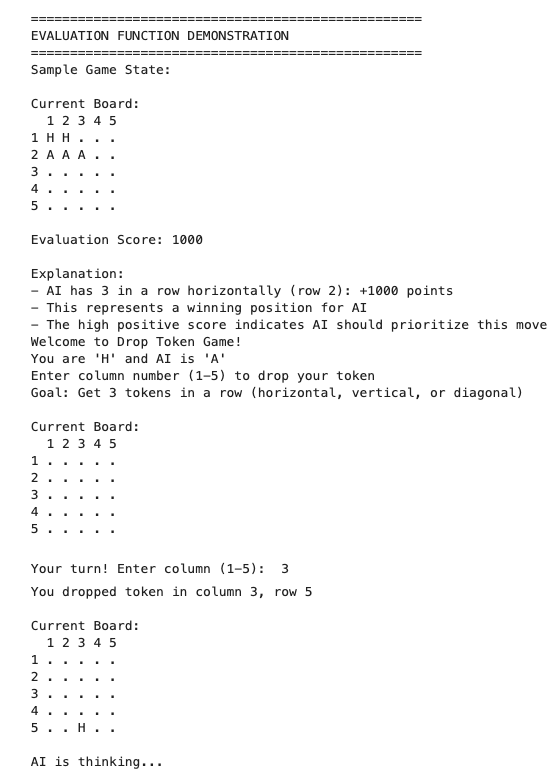 ==================================================
EVALUATION FUNCTION DEMONSTRATION
==================================================
Sample Game State:
Current Board:
  1 2 3 4 5
1 H H . . .
2 A A A . .
3 . . . . .
4 . . . . .
5 . . . . .
Evaluation Score: 1000
Explanation:
- AI has 3 in a row horizontally (row 2): +1000 points
- This represents a winning position for AI
- The high positive score indicates AI should prioritize this move
Welcome to Drop Token Game!
You are 'H' and AI is 'A'
Enter column number (1-5) to drop your token
Goal: Get 3 tokens in a row (horizontal, vertical, or diagonal)
Current Board:
  1 2 3 4 5
1 . . . . .
2 . . . . .
3 . . . . .
4 . . . . .
5 . . . . .
Your turn! Enter column (1-5):  3
You dropped token in column 3, row 5
Current Board:
  1 2 3 4 5
1 . . . . .
2 . . . . .
3 . . . . .
4 . . . . .
5 . . H . .
AI is thinking...